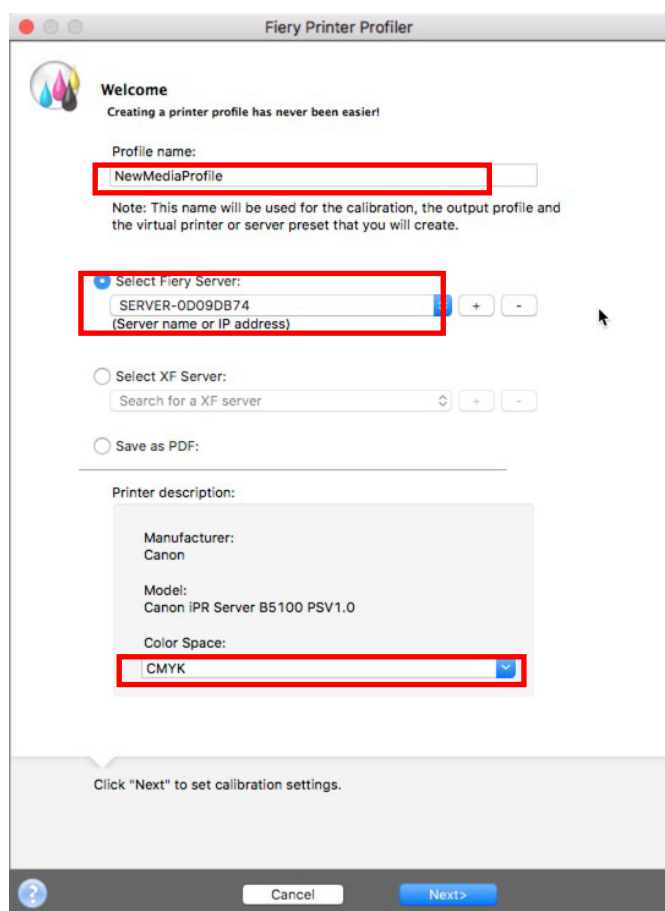 Fiery Printer Profiler
Welcome
Creating a printer profile has never been easier!
Profile name:
NewMediaProfile
Note: This name will be used for the calibration, the output profile and
the virtual printer or server preset that you will create.
Select Fiery Server:
SERVER-0D09DB74
+
-
(Server name or IP address)
Select XF Server:
Search for a XF server
+
-
Save as PDF:
Printer description:
Manufacturer:
Canon
Model:
Canon iPR Server B5100 PSV1.0
Color Space:
CMYK
Click "Next" to set calibration settings.
?
Cancel
Next>